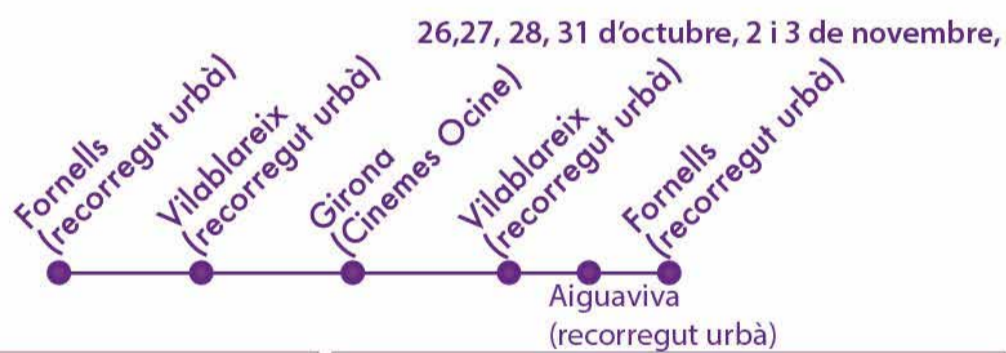 26,27, 28, 31 d'octubre, 2 i 3 de novembre,
Fornells
(recorregut urbà)
Vilablareix
(recorregut urbà)
Girona
(Cinemes Ocine)
Vilablareix
(recorregut urbà)
Fornells
(recorregut urbà)
Aiguaviva
(recorregut urbà)